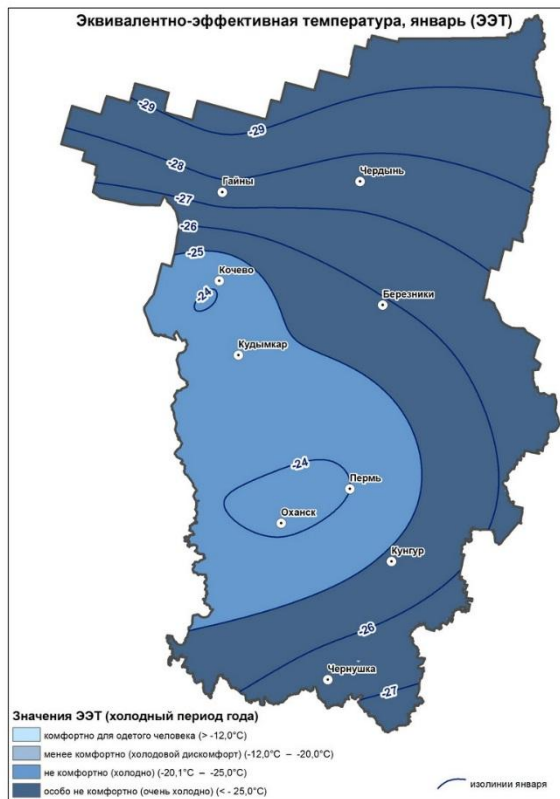 Эквивалентно-эффективная температура, январь (ЭЭТ)
-29
-29
-28
Чердынь
Гайны
-27
-26
-25
Кочево
-24
Березники
Кудымкар
-24
Пермь
Оханск
Кунгур
-26
Чернушка
-27
Значения ЭЭТ (холодный период года)
комфортно для одетого человека (> -12,0°C)
менее комфортно (холодовой дискомфорт) (-12,0°C – -20,0°C)
не комфортно (холодно) (-20,1°C – -25,0°C)
особо не комфортно (очень холодно) (< - 25,0°C)
изолинии января